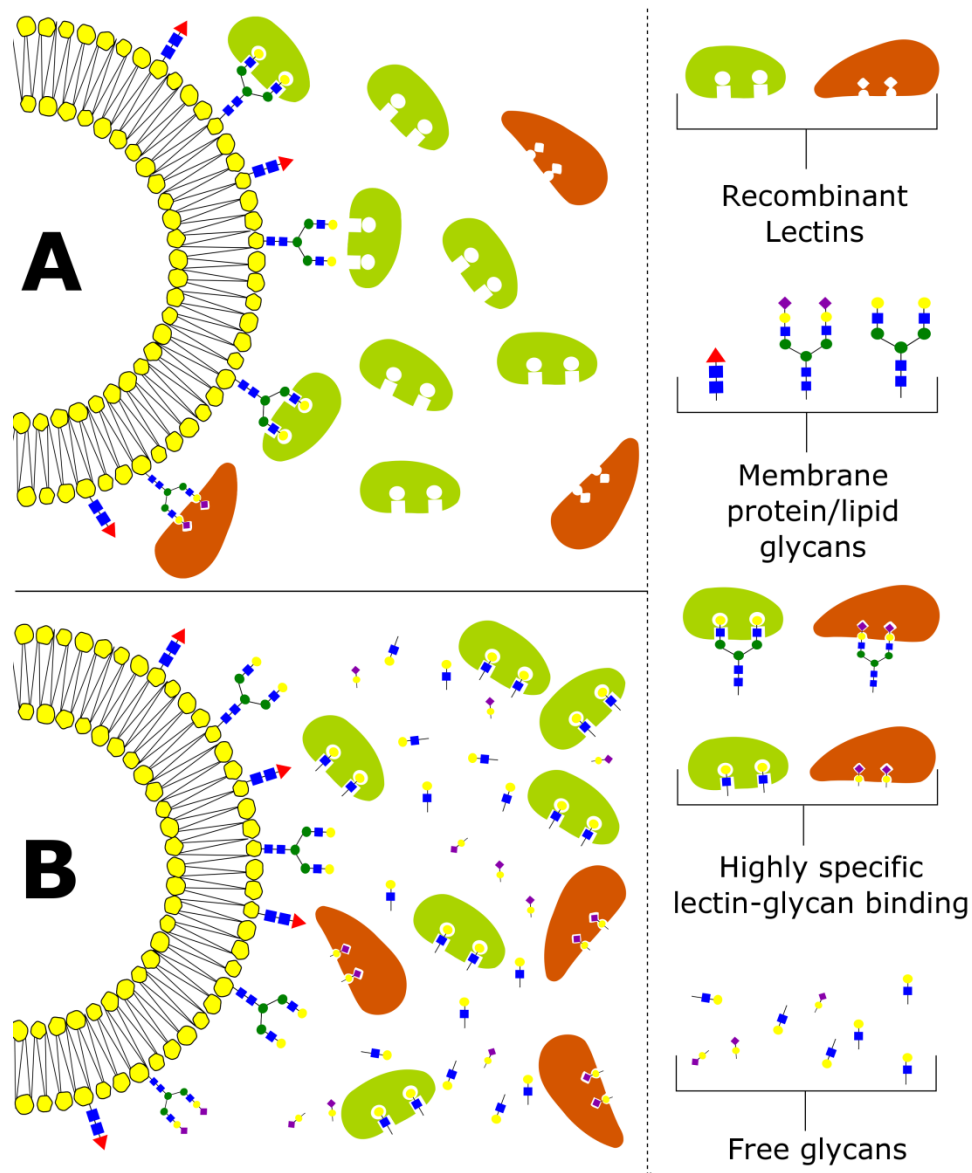 A
B
Recombinant
Lectins
Membrane
protein/lipid
glycans
Highly specific
lectin-glycan binding
Free glycans